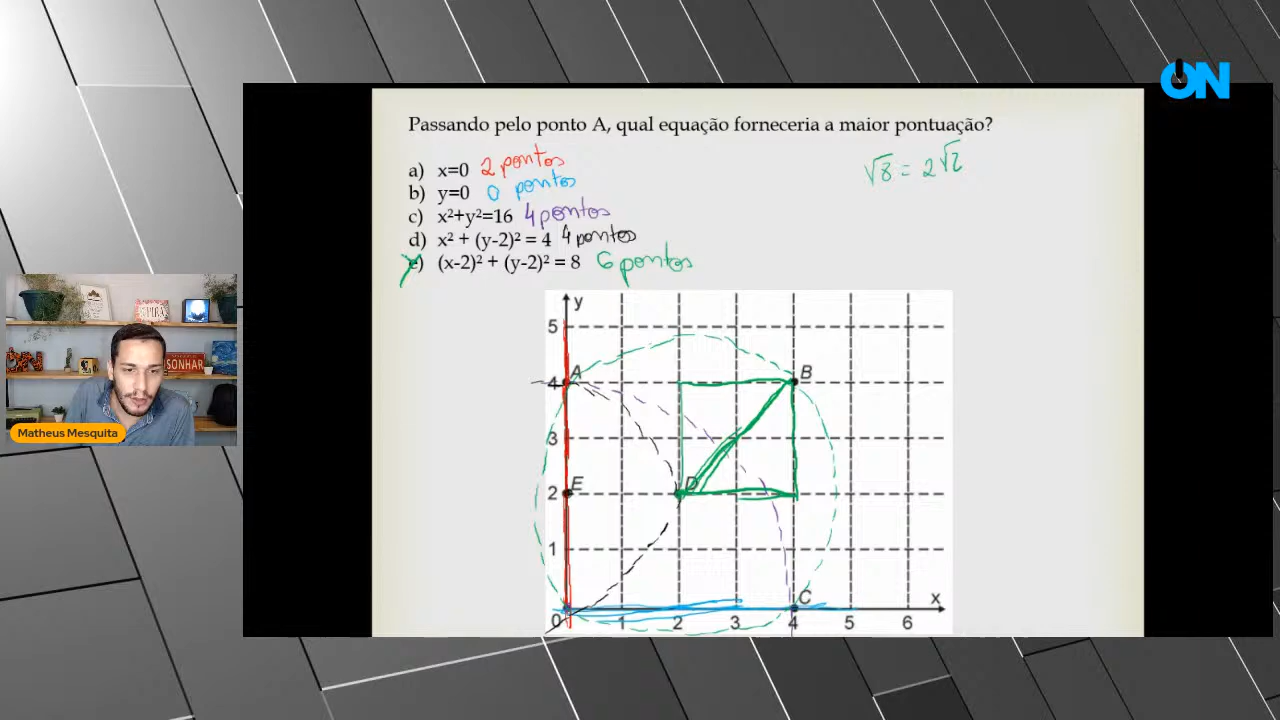 ON
Passando pelo ponto A, qual equação forneceria a maior pontuação?
√8 = 2√2
a) x=0 2 pontos
b) y=0 0 pontos
c) x²+y²=16 4 pontos
d) x² + (y-2)² = 4 4 pontos
e) (x-2)² + (y-2)² = 8 6 pontos
y
5
4 A B
3
2 E D
1
C x
0 1 2 3 4 5 6
RESPIRA
ON
SONHAR
Matheus Mesquita